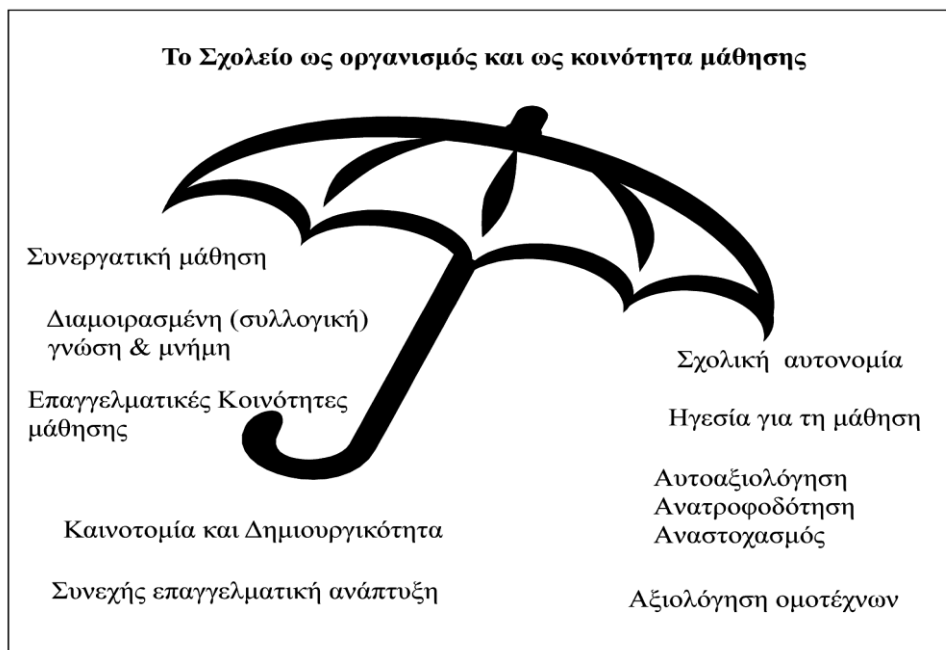 Το Σχολείο ως οργανισμός και ως κοινότητα μάθησης
Συνεργατική μάθηση
Διαμοιρασμένη (συλλογική)
γνώση & μνήμη
Επαγγελματικές Κοινότητες
μάθησης
Καινοτομία και Δημιουργικότητα
Συνεχής επαγγελματική ανάπτυξη
Σχολική αυτονομία
Ηγεσία για τη μάθηση
Αυτοαξιολόγηση
Ανατροφοδότηση
Αναστοχασμός
Αξιολόγηση ομοτέχνων